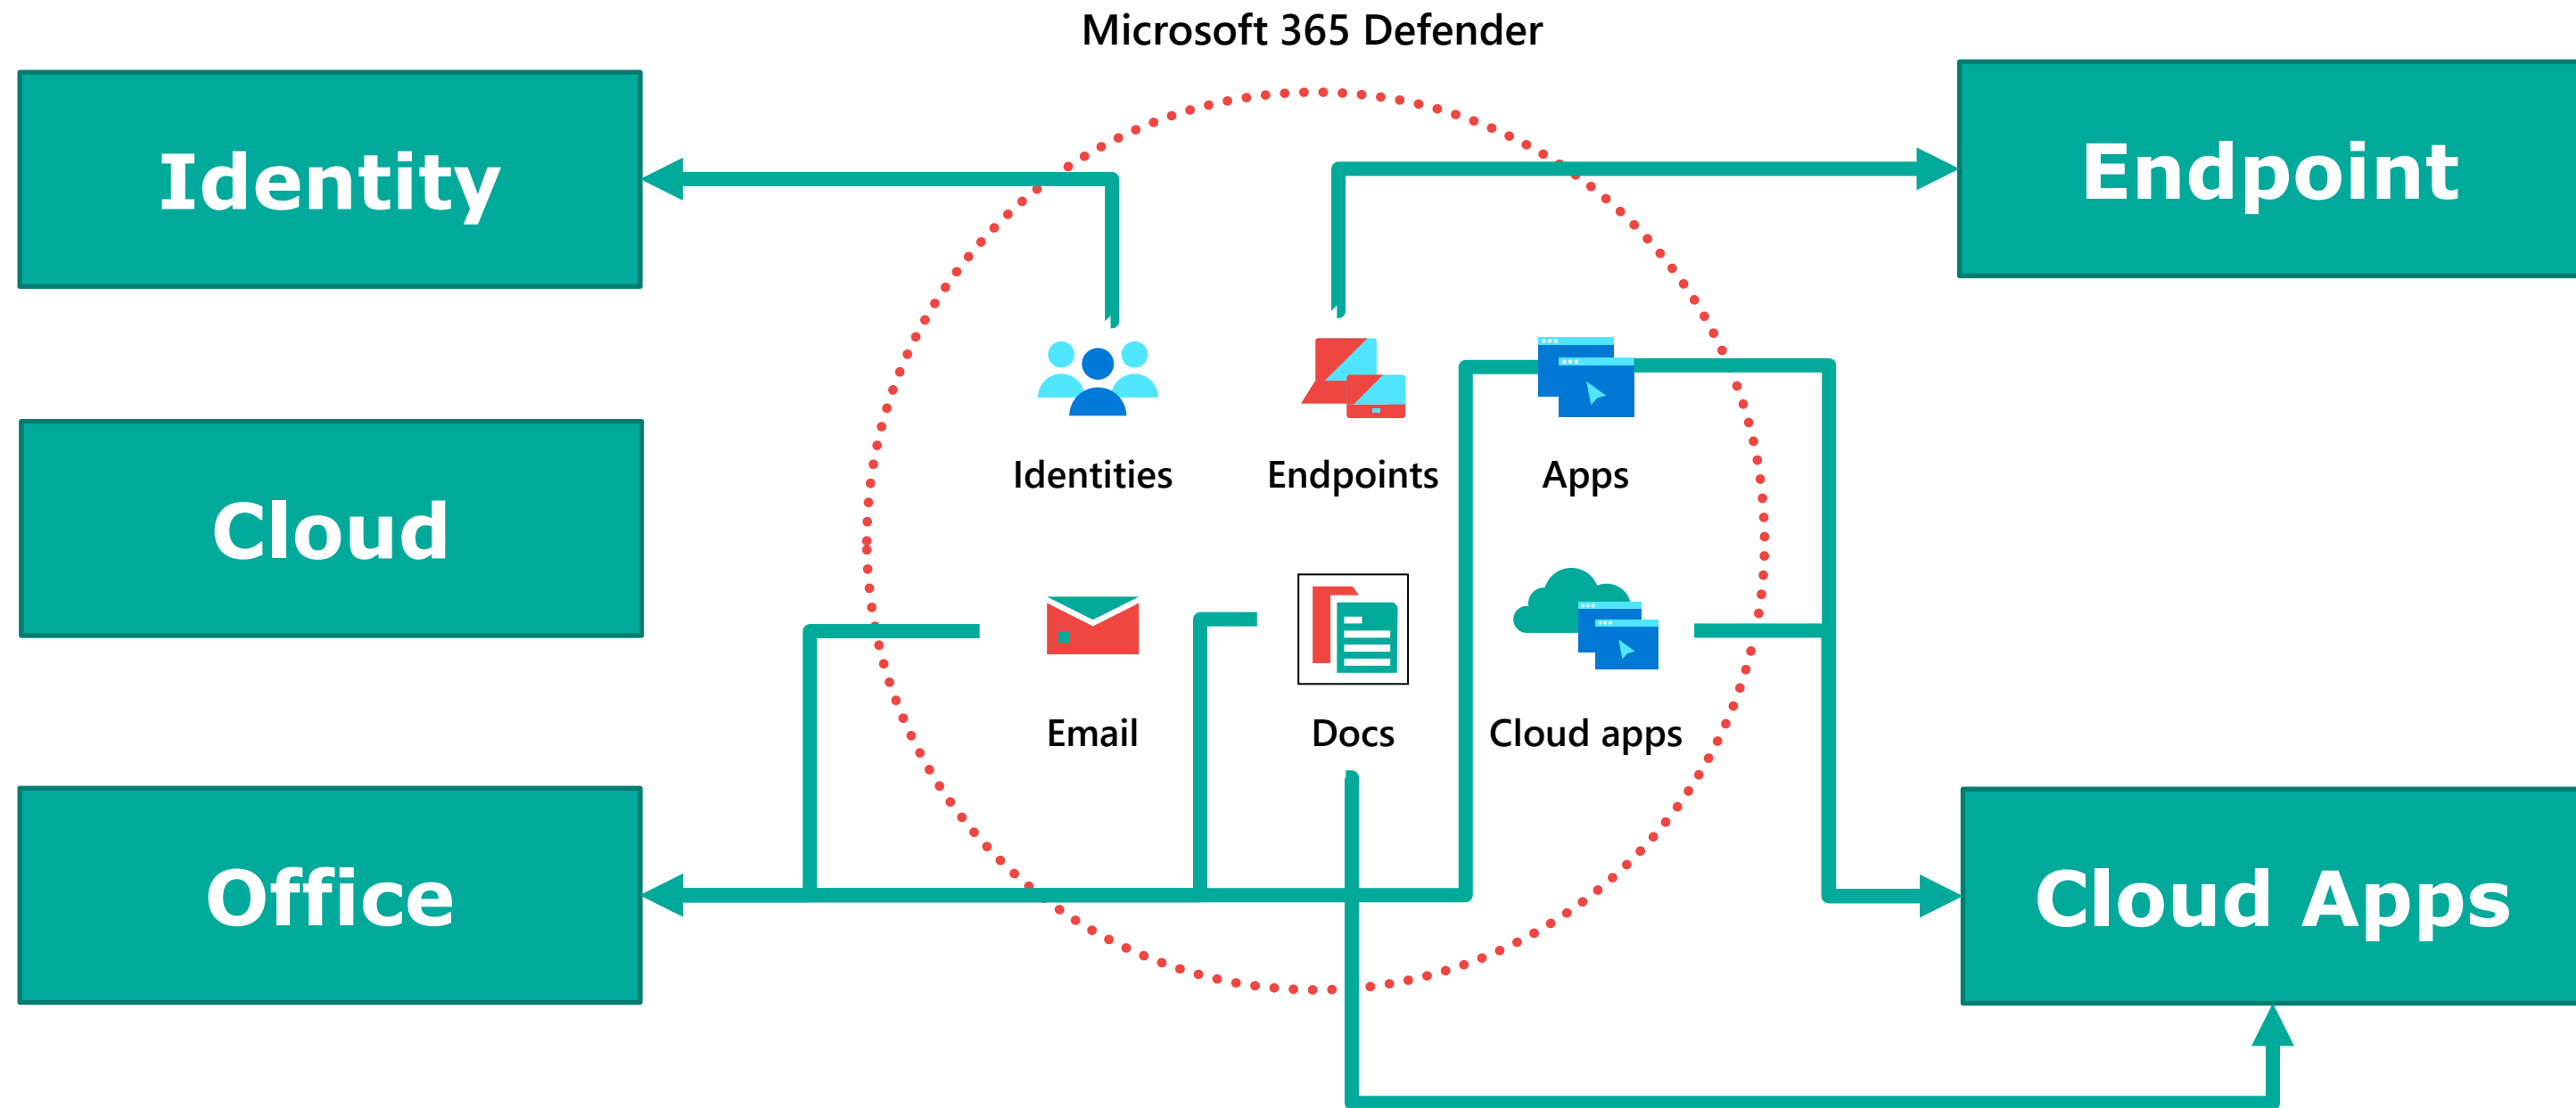 Microsoft 365 Defender
Identity
Endpoint
Identities
Endpoints
Apps
Cloud
Email
Docs
Cloud apps
Office
Cloud Apps